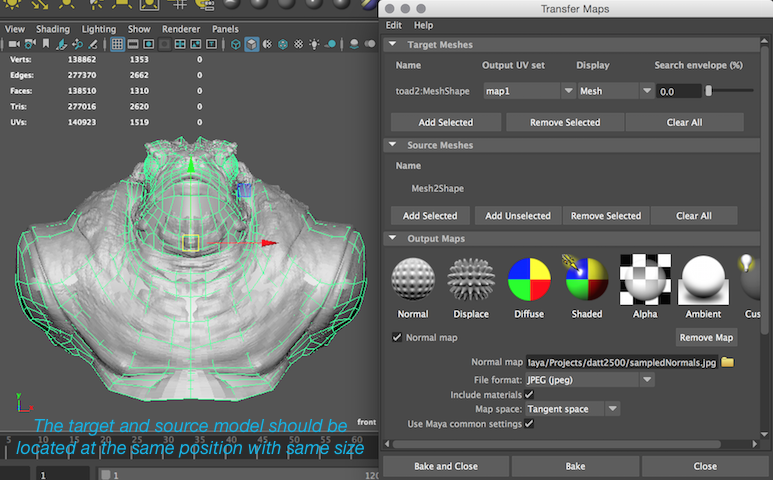 Transfer Maps
Edit Help
View Shading Lighting Show Renderer Panels
Verts: 138862 1353 0
Edges: 277370 2662 0
Faces: 138510 1310 0
Tris: 277016 2620 0
UVs: 140923 1519 0
y
x
front
The target and source model should be
located at the same position with same size
5 10 15 20 25 30 35 40 45 50 55 60
1 1 120
Target Meshes
Name Output UV set Display Search envelope (%)
toad2:MeshShape map1 Mesh 0.0
Add Selected Remove Selected Clear All
Source Meshes
Name
Mesh2Shape
Add Selected Add Unselected Remove Selected Clear All
Output Maps
Normal Displace Diffuse Shaded Alpha Ambient Cus
Normal map Remove Map
Normal map !aya/Projects/datt2500/sampledNormals.jpg
File format: JPEG (jpeg)
Include materials
Map space: Tangent space
Use Maya common settings
Bake and Close Bake Close